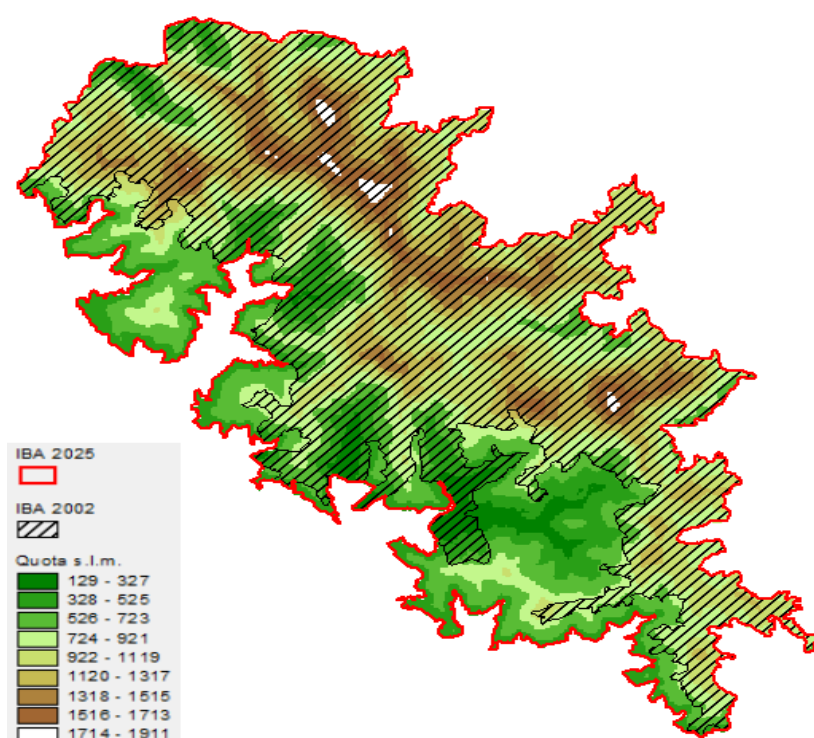 IBA 2025
IBA 2002
Quota s.l.m.
129 - 327
328 - 525
526 - 723
724 - 921
922 - 1119
1120 - 1317
1318 - 1515
1516 - 1713
1714 - 1911